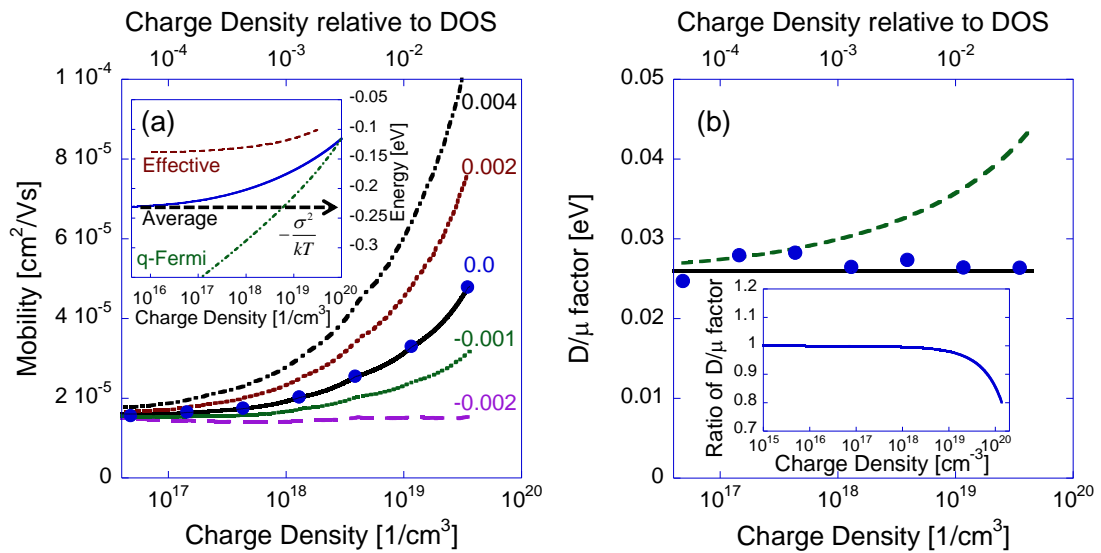 Charge Density relative to DOS
10⁻⁴ 10⁻³ 10⁻²
1 10⁻⁴
8 10⁻⁵
6 10⁻⁵
4 10⁻⁵
2 10⁻⁵
0
Mobility [cm²/Vs]
(a)
0.004
0.002
0.0
-0.001
-0.002
Effective
Average
q-Fermi
−σ²/kT
-0.05
-0.1
-0.15
-0.2
-0.25
-0.3
Energy [eV]
10¹⁶ 10¹⁷ 10¹⁸ 10¹⁹ 10²⁰
Charge Density [1/cm³]
10¹⁷ 10¹⁸ 10¹⁹ 10²⁰
Charge Density [1/cm³]
Charge Density relative to DOS
10⁻⁴ 10⁻³ 10⁻²
0.05
0.04
0.03
0.02
0.01
0
D/μ factor [eV]
(b)
1.2
1.1
1
0.9
0.8
0.7
Ratio of D/μ factor
10¹⁵ 10¹⁶ 10¹⁷ 10¹⁸ 10¹⁹ 10²⁰
Charge Density [cm⁻³]
10¹⁷ 10¹⁸ 10¹⁹ 10²⁰
Charge Density [1/cm³]